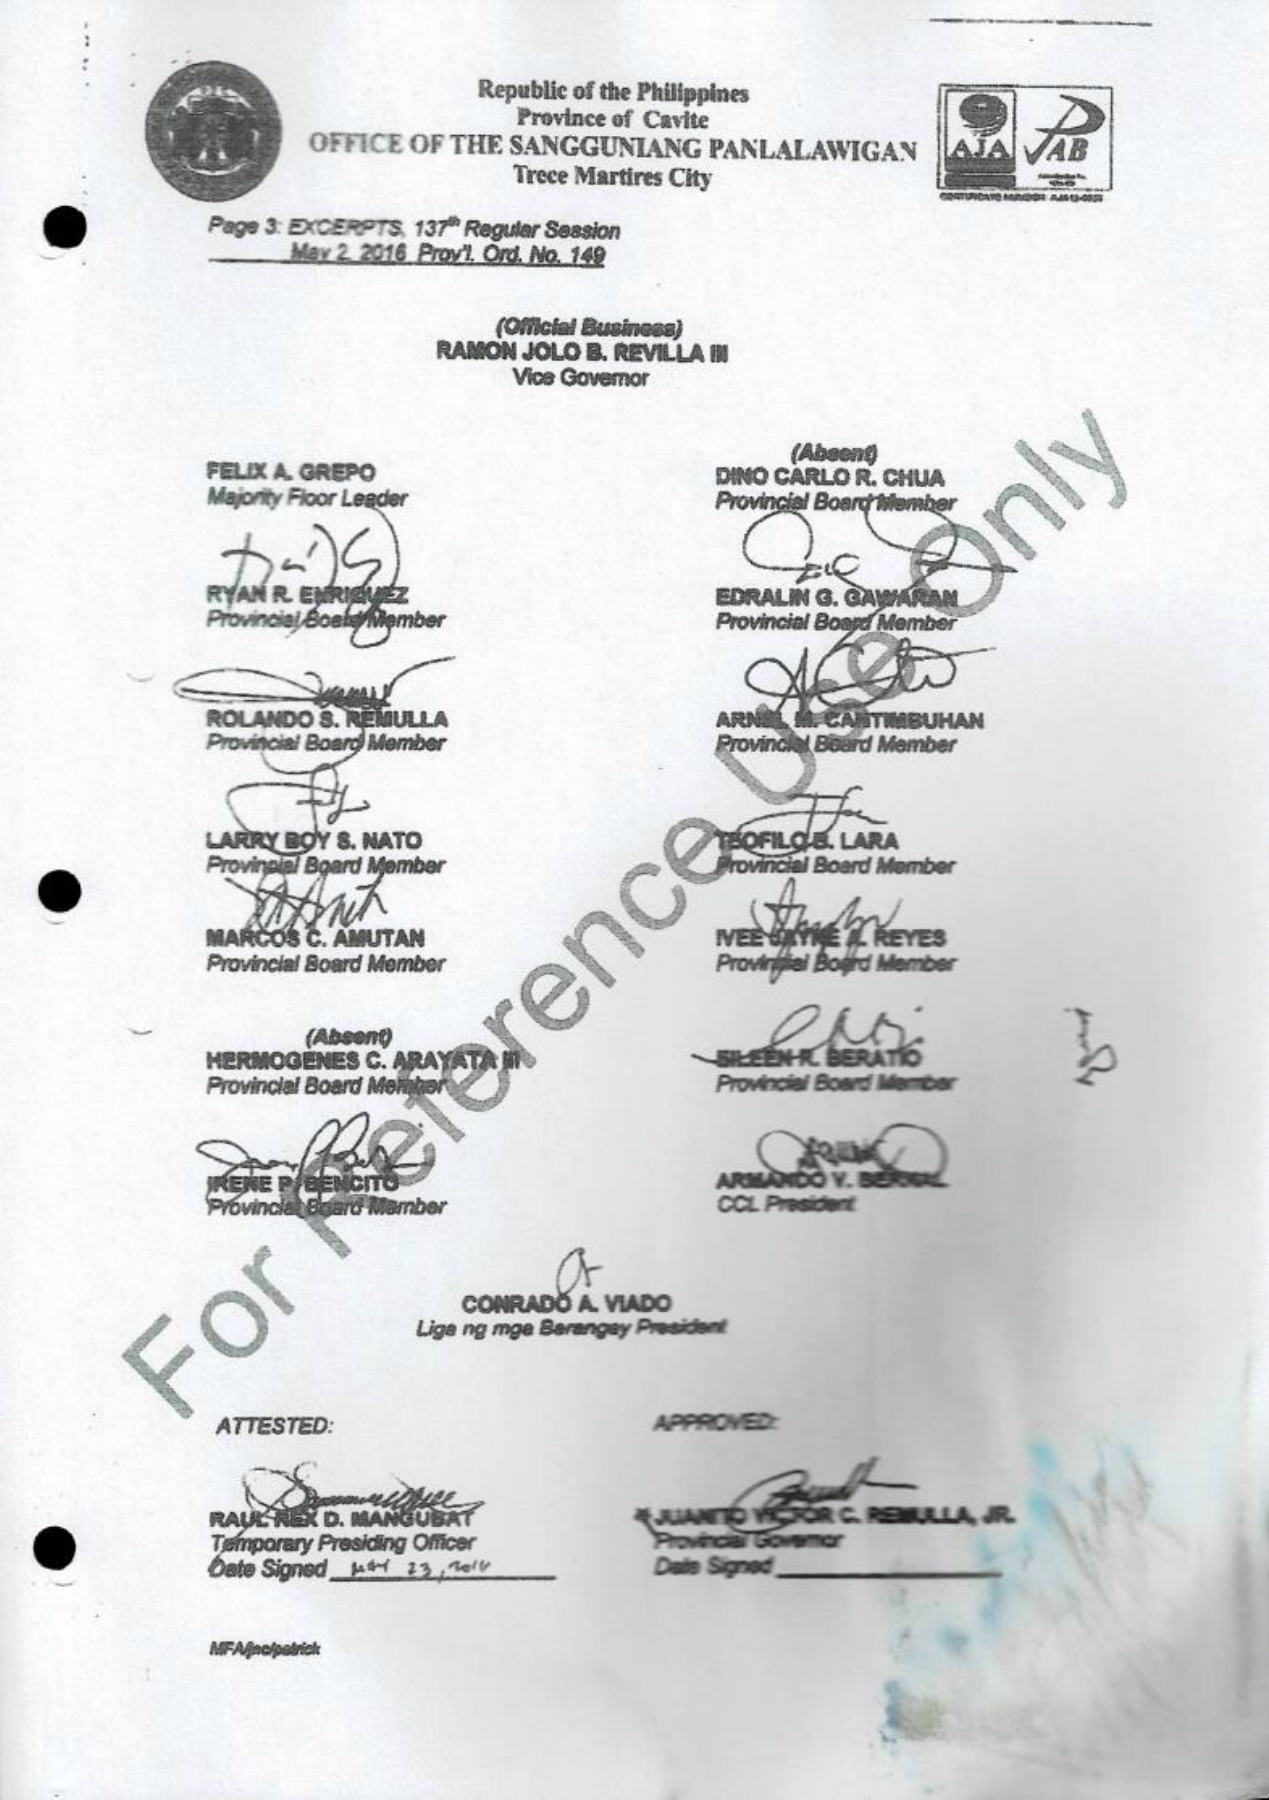 Republic of the Philippines
Province of Cavite
OFFICE OF THE SANGGUNIANG PANLALAWIGAN
Trece Martires City
AJA
PAB
Page 3: EXCERPTS, 137th Regular Session
May 2, 2016 Prov'l. Ord. No. 149
(Official Business)
RAMON JOLO B. REVILLA III
Vice Governor
FELIX A. GREPO
Majority Floor Leader
(Absent)
DINO CARLO R. CHUA
Provincial Board Member
RYAN R. ENRIQUEZ
Provincial Board Member
EDRALIN G. GAWARAN
Provincial Board Member
ROLANDO S. REMULLA
Provincial Board Member
ARNEL M. CANTIMBUHAN
Provincial Board Member
LARRY BOY S. NATO
Provincial Board Member
TEOFILO B. LARA
Provincial Board Member
MARCOS C. AMUTAN
Provincial Board Member
IVEE JAYNE A. REYES
Provincial Board Member
(Absent)
HERMOGENES C. ARAYATA III
Provincial Board Member
EILEEN R. BERATIO
Provincial Board Member
IRENE P. BENCITO
Provincial Board Member
ARMANDO Y. BERNAL
CCL President
CONRADO A. VIADO
Liga ng mga Barangay President
For Reference Use Only
ATTESTED:
RAUL REX D. MANGUBAT
Temporary Presiding Officer
Date Signed MAY 23, 2016
APPROVED:
JUANITO VICTOR C. REMULLA, JR.
Provincial Governor
Date Signed
MFA/jnc/patrick